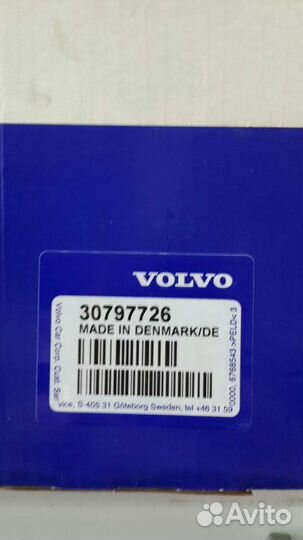 VOLVO
30797726
MADE IN DENMARK/DE
Volvo Car Corp. Cust. Ser
vice, S-405 31 Göteborg Sweden, tel +46 31 59
0000, 6768543 >PELD< 3
Avito